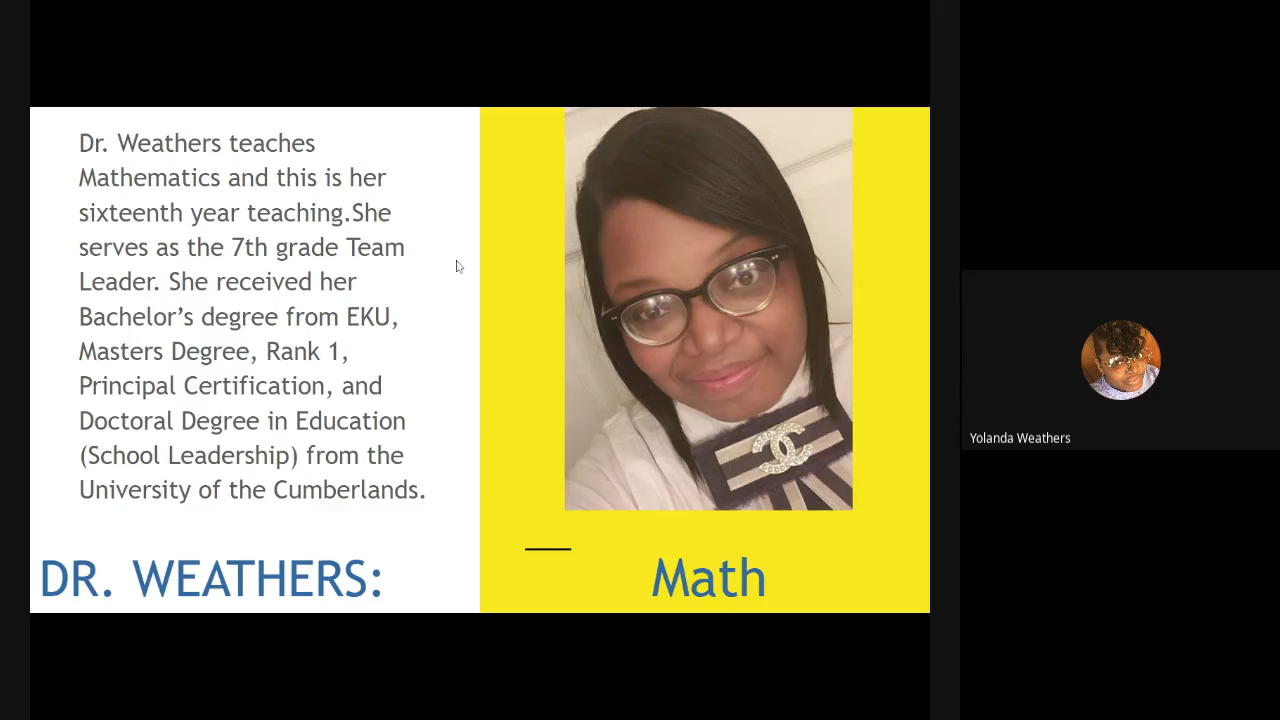 Dr. Weathers teaches
Mathematics and this is her
sixteenth year teaching.She
serves as the 7th grade Team
Leader. She received her
Bachelor’s degree from EKU,
Masters Degree, Rank 1,
Principal Certification, and
Doctoral Degree in Education
(School Leadership) from the
University of the Cumberlands.
DR. WEATHERS:
Math
Yolanda Weathers